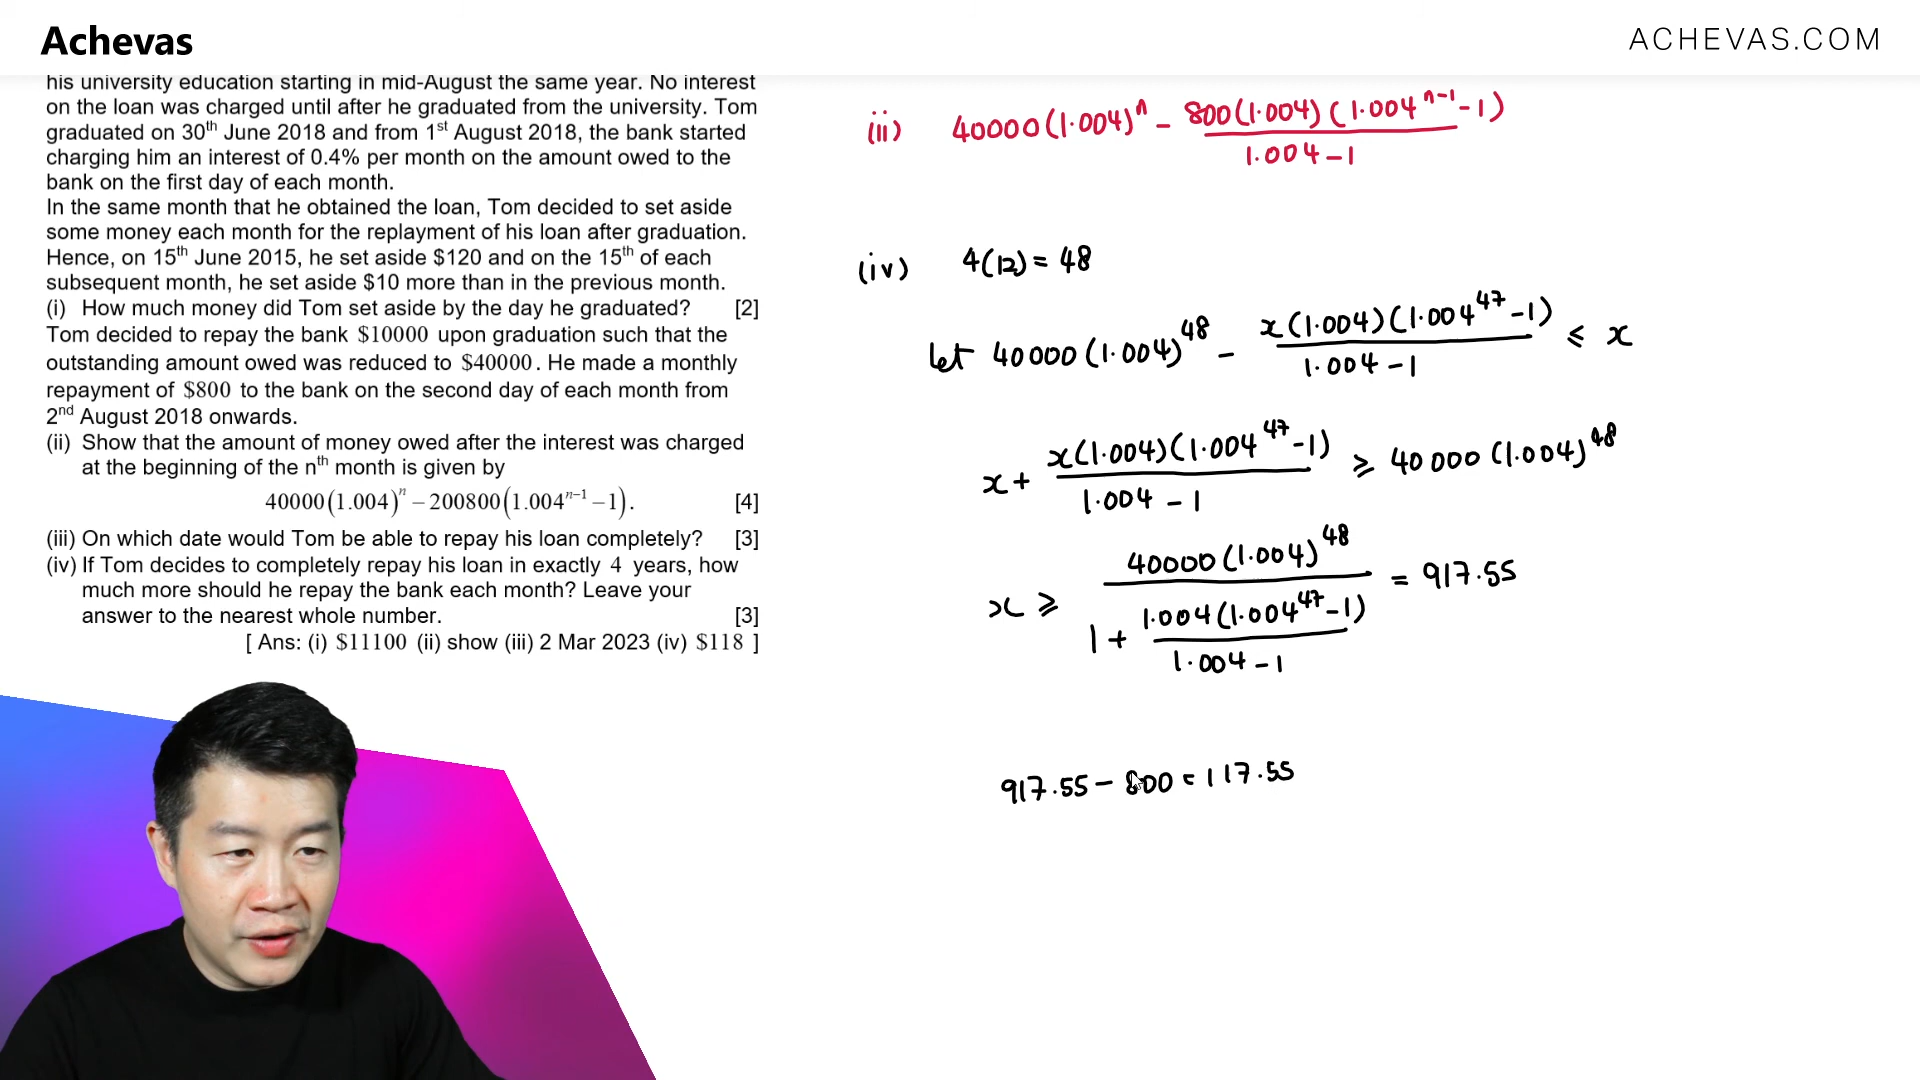 Achevas
ACHEVAS.COM
his university education starting in mid-August the same year. No interest
on the loan was charged until after he graduated from the university. Tom
graduated on 30th June 2018 and from 1st August 2018, the bank started
charging him an interest of 0.4% per month on the amount owed to the
bank on the first day of each month.
In the same month that he obtained the loan, Tom decided to set aside
some money each month for the replayment of his loan after graduation.
Hence, on 15th June 2015, he set aside $120 and on the 15th of each
subsequent month, he set aside $10 more than in the previous month.
(i) How much money did Tom set aside by the day he graduated? [2]
Tom decided to repay the bank $10000 upon graduation such that the
outstanding amount owed was reduced to $40000. He made a monthly
repayment of $800 to the bank on the second day of each month from
2nd August 2018 onwards.
(ii) Show that the amount of money owed after the interest was charged
at the beginning of the nth month is given by
40000(1.004)^n − 200800(1.004^(n−1) − 1). [4]
(iii) On which date would Tom be able to repay his loan completely? [3]
(iv) If Tom decides to completely repay his loan in exactly 4 years, how
much more should he repay the bank each month? Leave your
answer to the nearest whole number. [3]
[ Ans: (i) $11100 (ii) show (iii) 2 Mar 2023 (iv) $118 ]
(ii) 40000(1.004)^n − 800(1.004)(1.004^(n-1) − 1) / 1.004 − 1
(iv) 4(12) = 48
let 40000(1.004)^48 − x(1.004)(1.004^47 − 1) / 1.004 − 1 ⩽ x
x + x(1.004)(1.004^47 − 1) / 1.004 − 1 ⩾ 40000(1.004)^48
x ⩾ 40000(1.004)^48 / 1 + 1.004(1.004^47 − 1) / 1.004 − 1 = 917.55
917.55 − 800 = 117.55